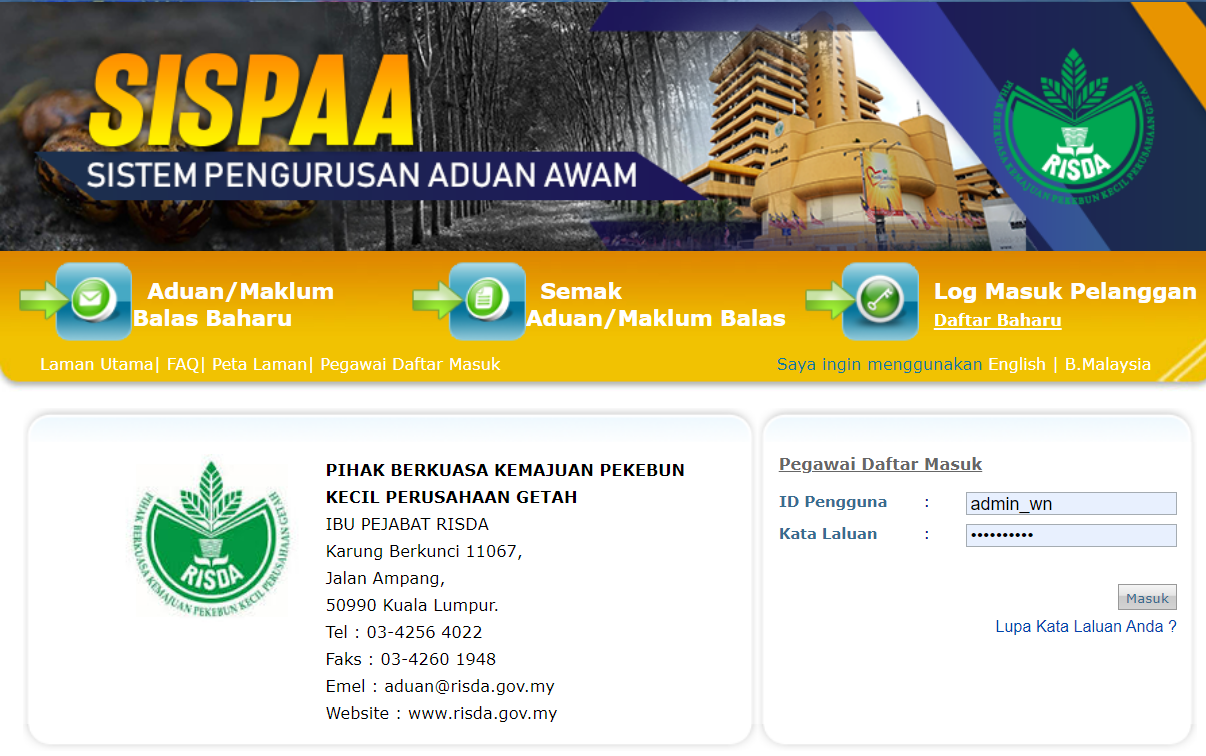 SISPAA
SISTEM PENGURUSAN ADUAN AWAM
PIHAK BERKUASA KEMAJUAN PEKEBUN KECIL PERUSAHAAN GETAH
RISDA
Aduan/Maklum
Balas Baharu
Semak
Aduan/Maklum Balas
Log Masuk Pelanggan
Daftar Baharu
Laman Utama| FAQ| Peta Laman| Pegawai Daftar Masuk
Saya ingin menggunakan English | B.Malaysia
PIHAK BERKUASA KEMAJUAN PEKEBUN KECIL PERUSAHAAN GETAH
RISDA
PIHAK BERKUASA KEMAJUAN PEKEBUN
KECIL PERUSAHAAN GETAH
IBU PEJABAT RISDA
Karung Berkunci 11067,
Jalan Ampang,
50990 Kuala Lumpur.
Tel : 03-4256 4022
Faks : 03-4260 1948
Emel : aduan@risda.gov.my
Website : www.risda.gov.my
Pegawai Daftar Masuk
ID Pengguna : admin_wn
Kata Laluan : ••••••••••
Masuk
Lupa Kata Laluan Anda ?